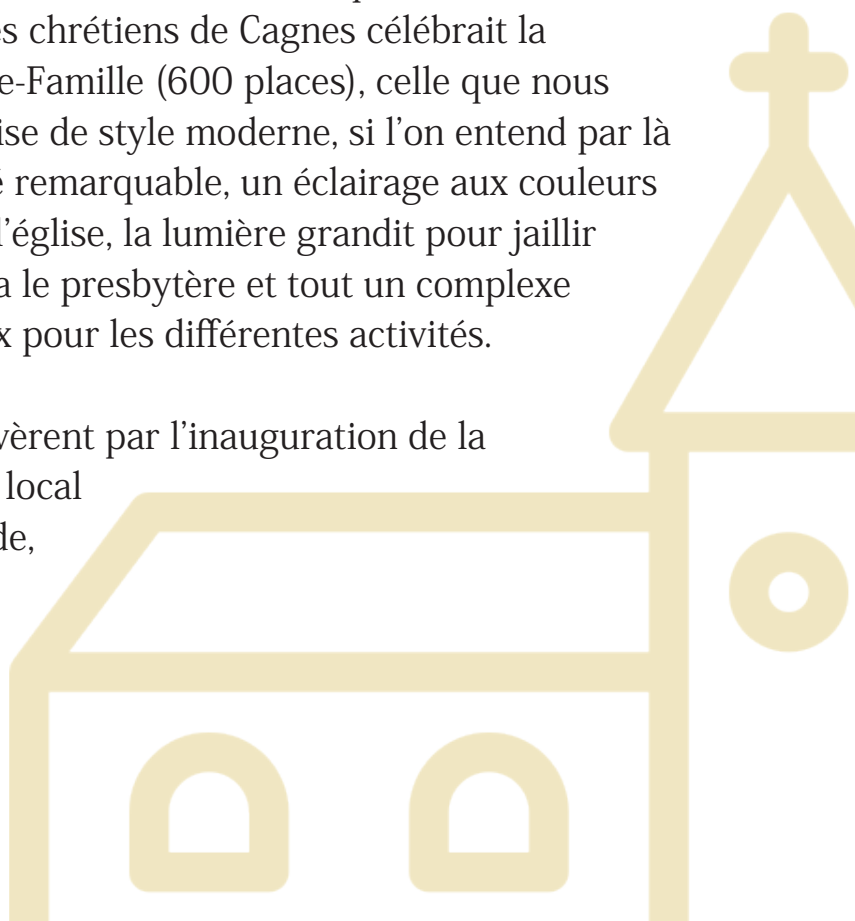 es chrétiens de Cagnes célébrait la
e-Famille (600 places), celle que nous
ise de style moderne, si l’on entend par là
é remarquable, un éclairage aux couleurs
l’église, la lumière grandit pour jaillir
a le presbytère et tout un complexe
x pour les différentes activités.
vèrent par l’inauguration de la
local
de,